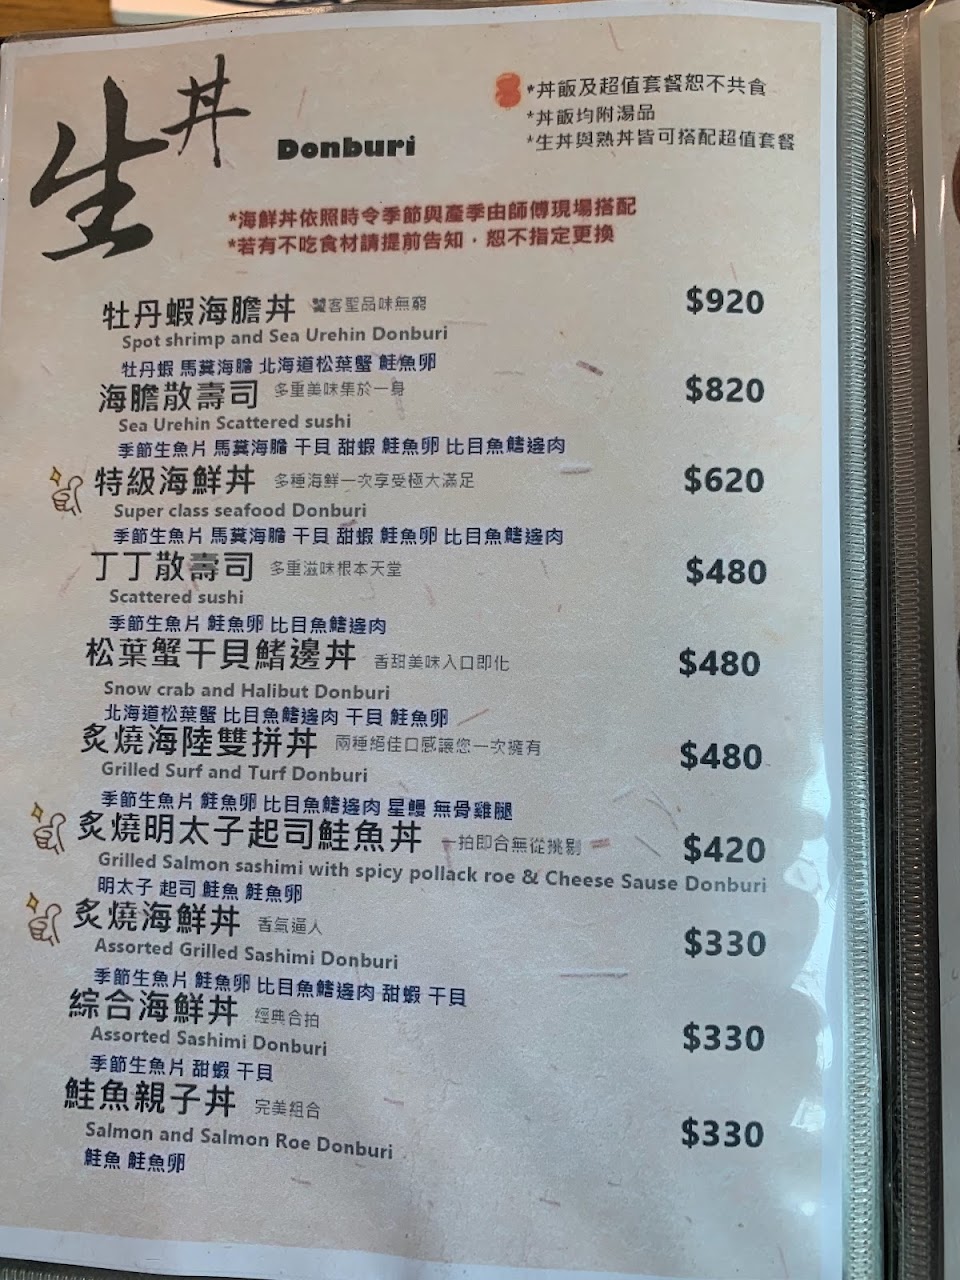 生丼 Donburi
*丼飯及超值套餐恕不共食
*丼飯均附湯品
*生丼與熟丼皆可搭配超值套餐
*海鮮丼依照時令季節與產季由師傅現場搭配
*若有不吃食材請提前告知，恕不指定更換
牡丹蝦海膽丼 饕客聖品味無窮 $920
Spot shrimp and Sea Urehin Donburi
牡丹蝦 馬糞海膽 北海道松葉蟹 鮭魚卵
海膽散壽司 多重美味集於一身 $820
Sea Urehin Scattered sushi
季節生魚片 馬糞海膽 干貝 甜蝦 鮭魚卵 比目魚鰭邊肉
特級海鮮丼 多種海鮮一次享受極大滿足 $620
Super class seafood Donburi
季節生魚片 馬糞海膽 干貝 甜蝦 鮭魚卵 比目魚鰭邊肉
丁丁散壽司 多重滋味根本天堂 $480
Scattered sushi
季節生魚片 鮭魚卵 比目魚鰭邊肉
松葉蟹干貝鰭邊丼 香甜美味入口即化 $480
Snow crab and Halibut Donburi
北海道松葉蟹 比目魚鰭邊肉 干貝 鮭魚卵
炙燒海陸雙拼丼 兩種絕佳口感讓您一次擁有 $480
Grilled Surf and Turf Donburi
季節生魚片 鮭魚卵 比目魚鰭邊肉 星鰻 無骨雞腿
炙燒明太子起司鮭魚丼 一拍即合無從挑剔 $420
Grilled Salmon sashimi with spicy pollack roe & Cheese Sause Donburi
明太子 起司 鮭魚 鮭魚卵
炙燒海鮮丼 香氣逼人 $330
Assorted Grilled Sashimi Donburi
季節生魚片 鮭魚卵 比目魚鰭邊肉 甜蝦 干貝
綜合海鮮丼 經典合拍 $330
Assorted Sashimi Donburi
季節生魚片 甜蝦 干貝
鮭魚親子丼 完美組合 $330
Salmon and Salmon Roe Donburi
鮭魚 鮭魚卵